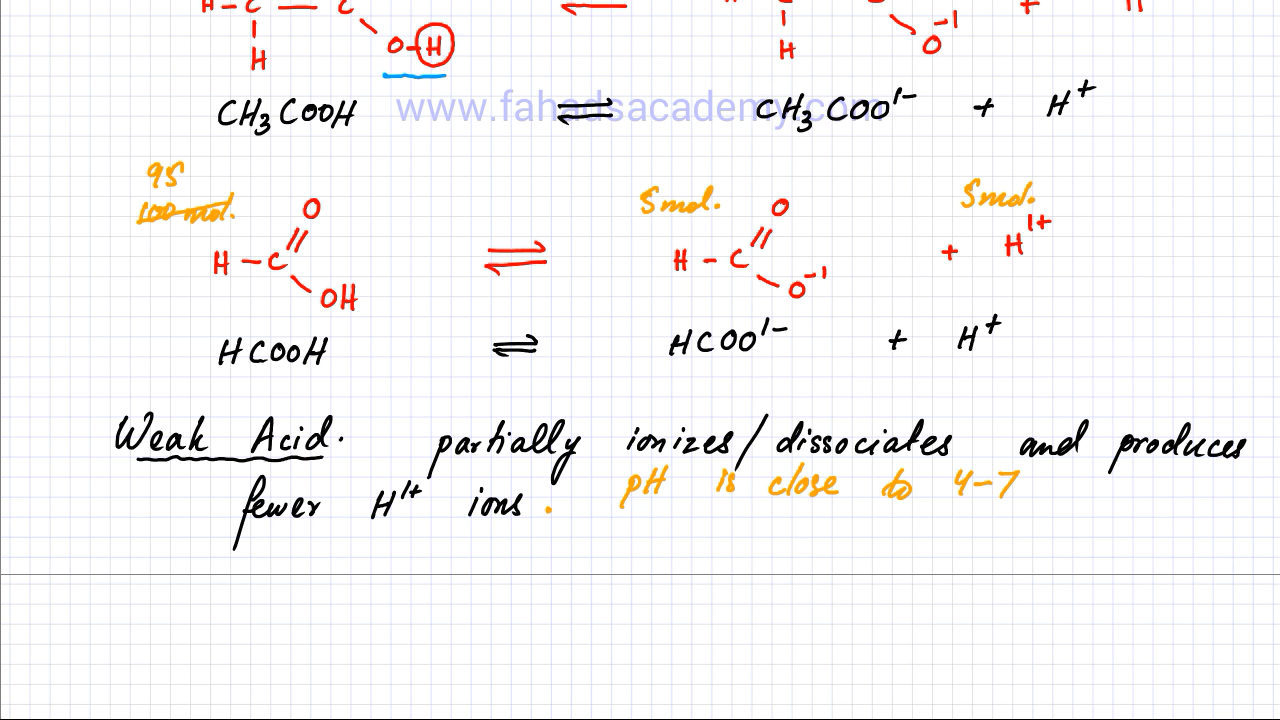 H – C — C ⇌ H C C + H
H O–H H O⁻¹
CH₃COOH ⇌ CH₃COO¹⁻ + H⁺
www.fahadsacademy.com
95
100 mol. O 5mol. O 5mol.
H – C ⇌ H – C + H¹⁺
OH O⁻¹
HCOOH ⇌ HCOO¹⁻ + H⁺
Weak Acid. partially ionizes/dissociates and produces
fewer H¹⁺ ions. pH is close to 4-7